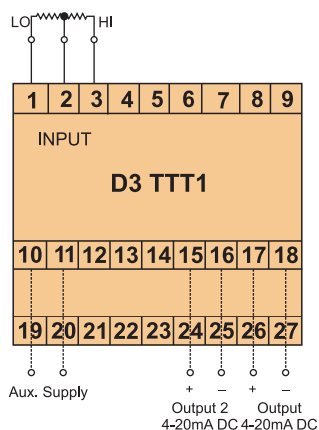 LO HI
1 2 3 4 5 6 7 8 9
INPUT
D3 TTT1
10 11 12 13 14 15 16 17 18
19 20 21 22 23 24 25 26 27
Aux. Supply + – + –
Output 2 Output
4-20mA DC 4-20mA DC